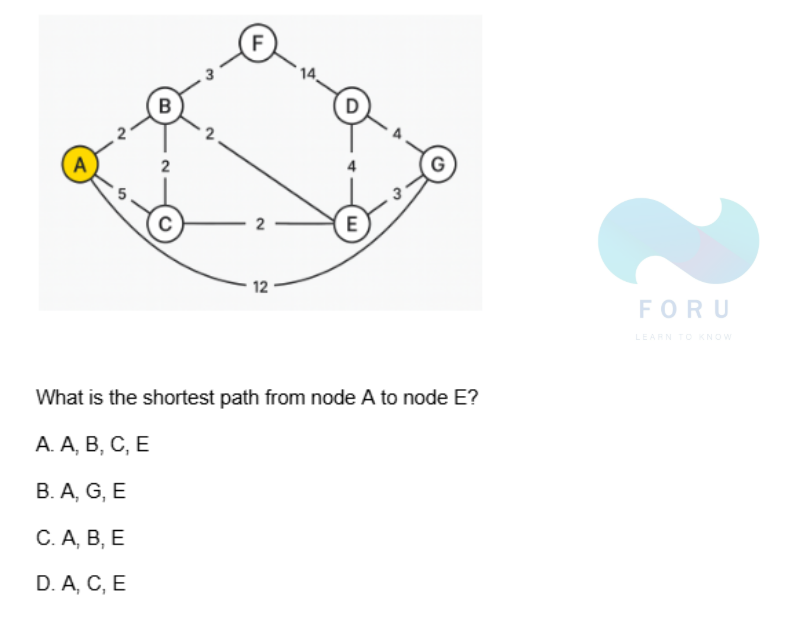 F
3
14
B
D
2
2
4
A
2
4
G
5
3
C
2
E
12
FORU
LEARN TO KNOW
What is the shortest path from node A to node E?
A. A, B, C, E
B. A, G, E
C. A, B, E
D. A, C, E